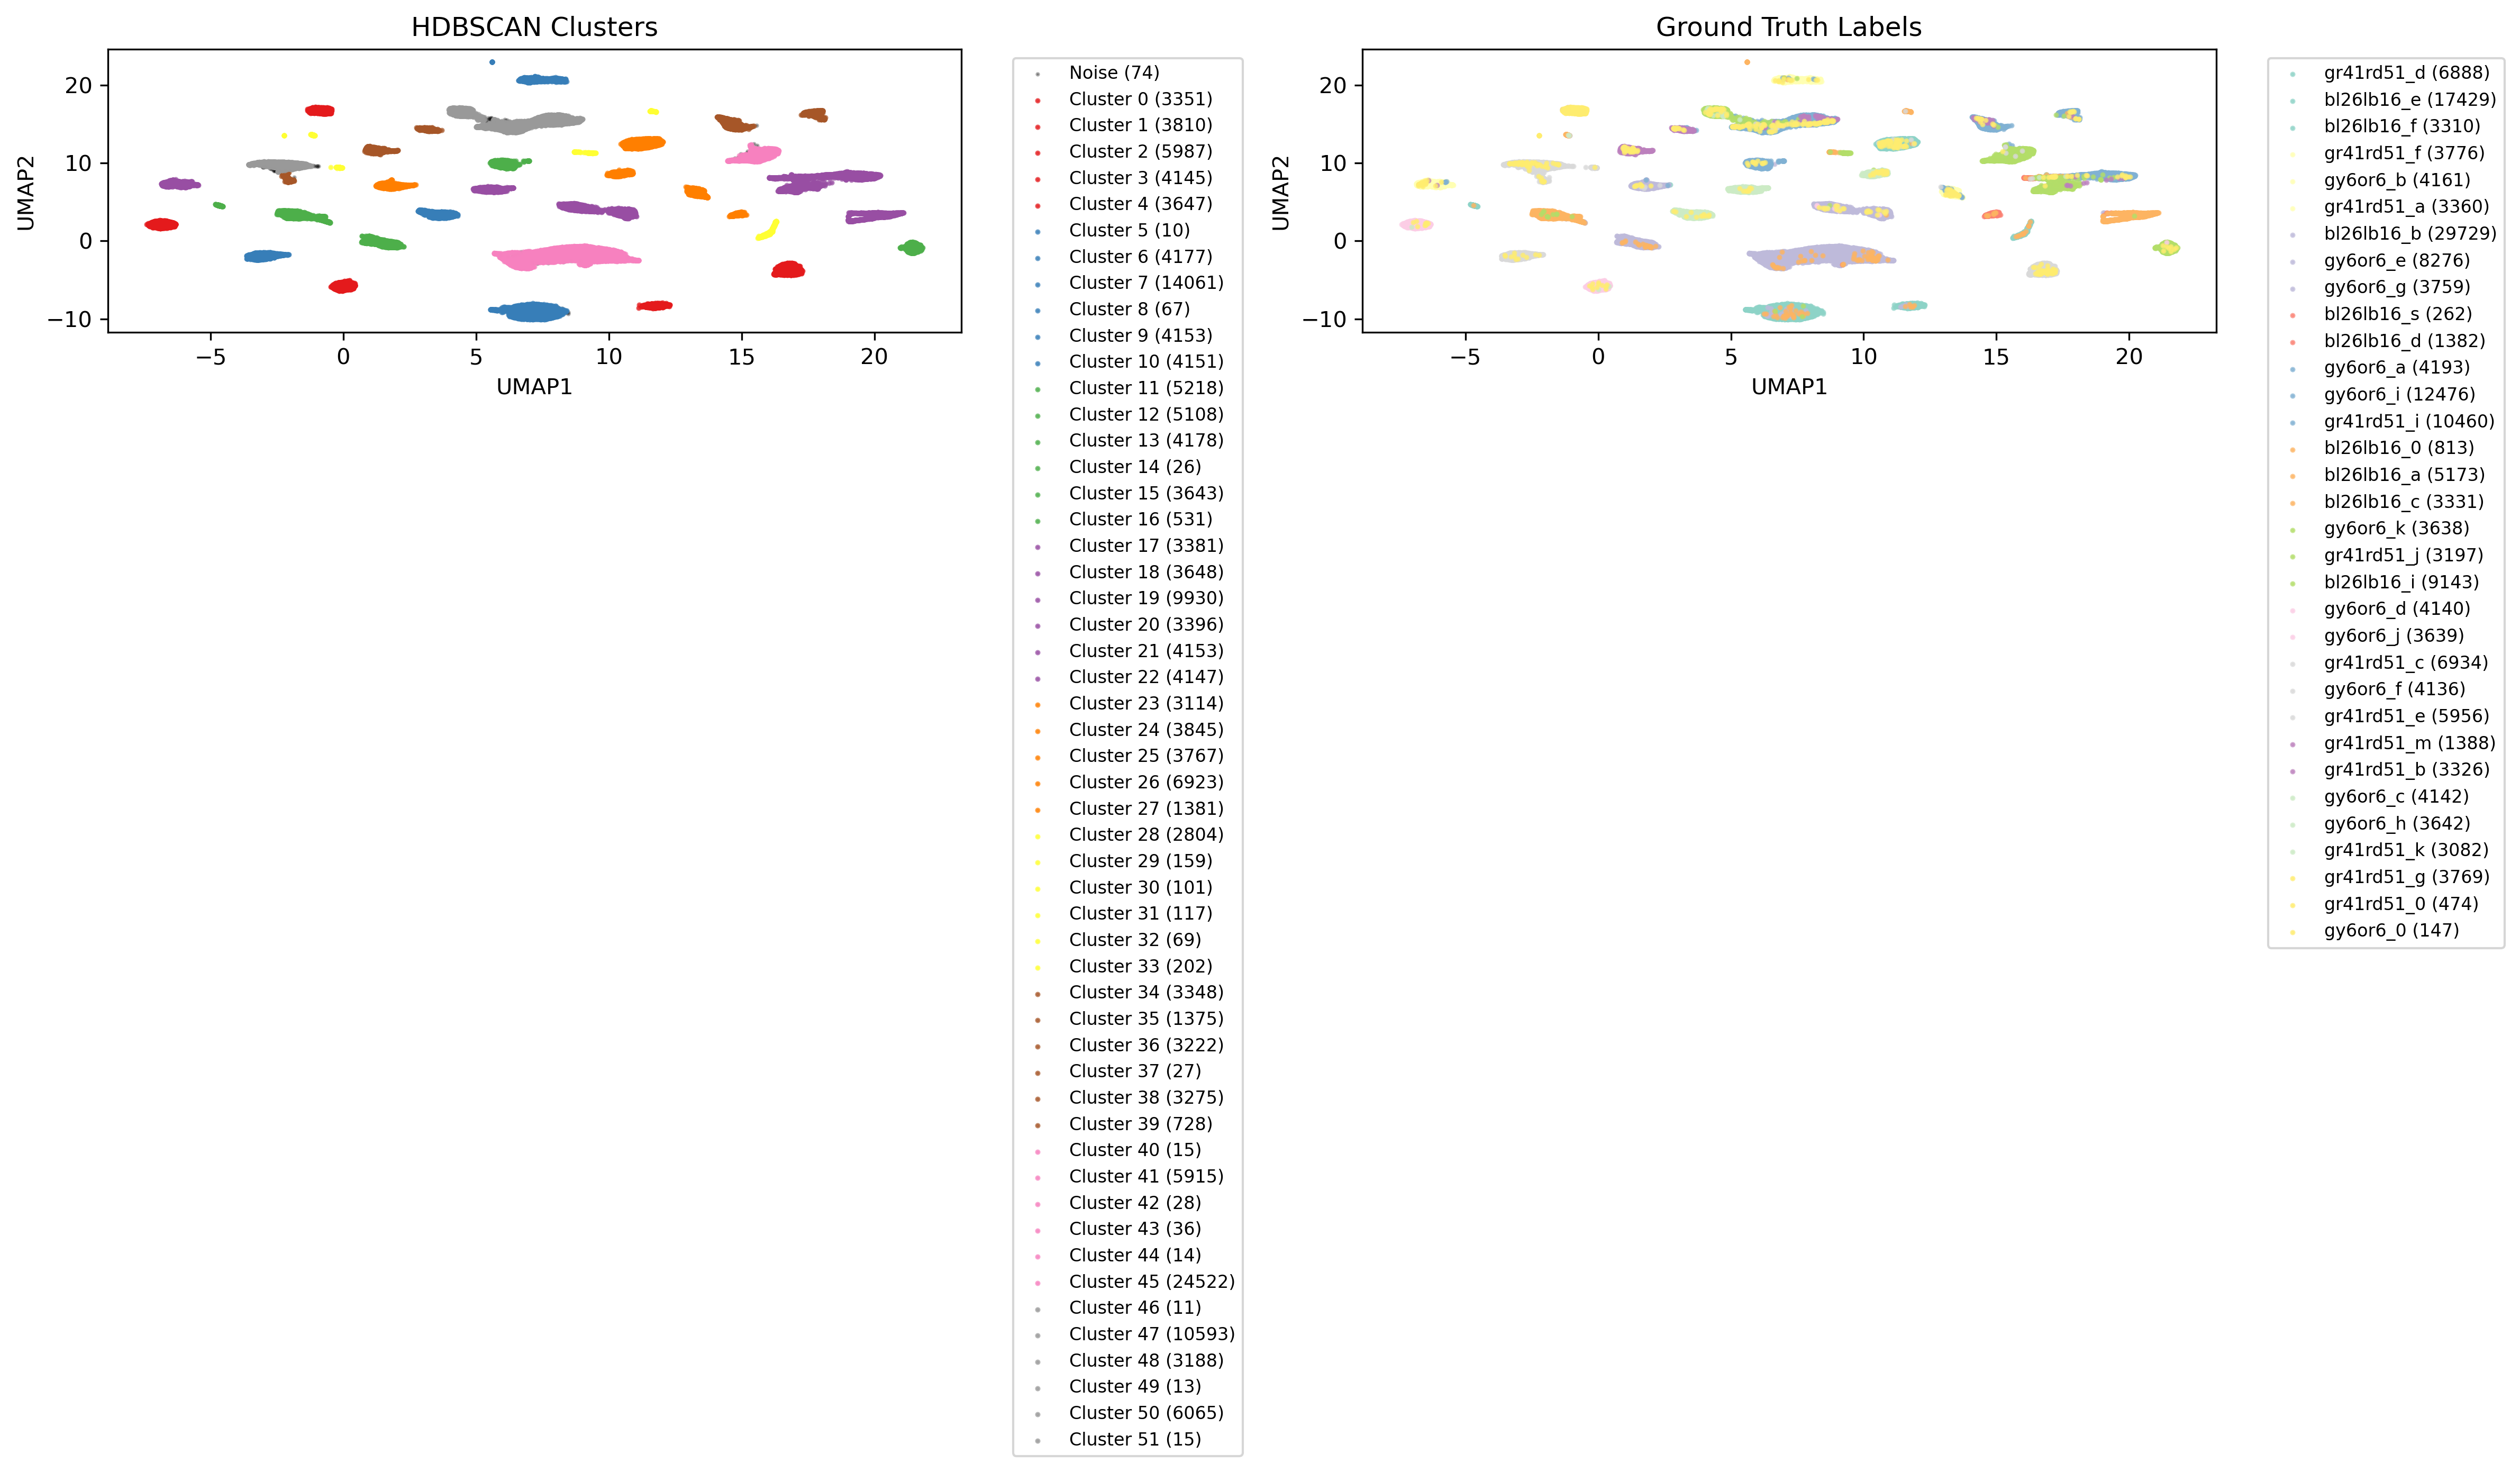 HDBSCAN Clusters
20
10
0
−10
UMAP2
−5
0
5
10
15
20
UMAP1
Noise (74)
Cluster 0 (3351)
Cluster 1 (3810)
Cluster 2 (5987)
Cluster 3 (4145)
Cluster 4 (3647)
Cluster 5 (10)
Cluster 6 (4177)
Cluster 7 (14061)
Cluster 8 (67)
Cluster 9 (4153)
Cluster 10 (4151)
Cluster 11 (5218)
Cluster 12 (5108)
Cluster 13 (4178)
Cluster 14 (26)
Cluster 15 (3643)
Cluster 16 (531)
Cluster 17 (3381)
Cluster 18 (3648)
Cluster 19 (9930)
Cluster 20 (3396)
Cluster 21 (4153)
Cluster 22 (4147)
Cluster 23 (3114)
Cluster 24 (3845)
Cluster 25 (3767)
Cluster 26 (6923)
Cluster 27 (1381)
Cluster 28 (2804)
Cluster 29 (159)
Cluster 30 (101)
Cluster 31 (117)
Cluster 32 (69)
Cluster 33 (202)
Cluster 34 (3348)
Cluster 35 (1375)
Cluster 36 (3222)
Cluster 37 (27)
Cluster 38 (3275)
Cluster 39 (728)
Cluster 40 (15)
Cluster 41 (5915)
Cluster 42 (28)
Cluster 43 (36)
Cluster 44 (14)
Cluster 45 (24522)
Cluster 46 (11)
Cluster 47 (10593)
Cluster 48 (3188)
Cluster 49 (13)
Cluster 50 (6065)
Cluster 51 (15)
Ground Truth Labels
20
10
0
−10
UMAP2
−5
0
5
10
15
20
UMAP1
gr41rd51_d (6888)
bl26lb16_e (17429)
bl26lb16_f (3310)
gr41rd51_f (3776)
gy6or6_b (4161)
gr41rd51_a (3360)
bl26lb16_b (29729)
gy6or6_e (8276)
gy6or6_g (3759)
bl26lb16_s (262)
bl26lb16_d (1382)
gy6or6_a (4193)
gy6or6_i (12476)
gr41rd51_i (10460)
bl26lb16_0 (813)
bl26lb16_a (5173)
bl26lb16_c (3331)
gy6or6_k (3638)
gr41rd51_j (3197)
bl26lb16_i (9143)
gy6or6_d (4140)
gy6or6_j (3639)
gr41rd51_c (6934)
gy6or6_f (4136)
gr41rd51_e (5956)
gr41rd51_m (1388)
gr41rd51_b (3326)
gy6or6_c (4142)
gy6or6_h (3642)
gr41rd51_k (3082)
gr41rd51_g (3769)
gr41rd51_0 (474)
gy6or6_0 (147)